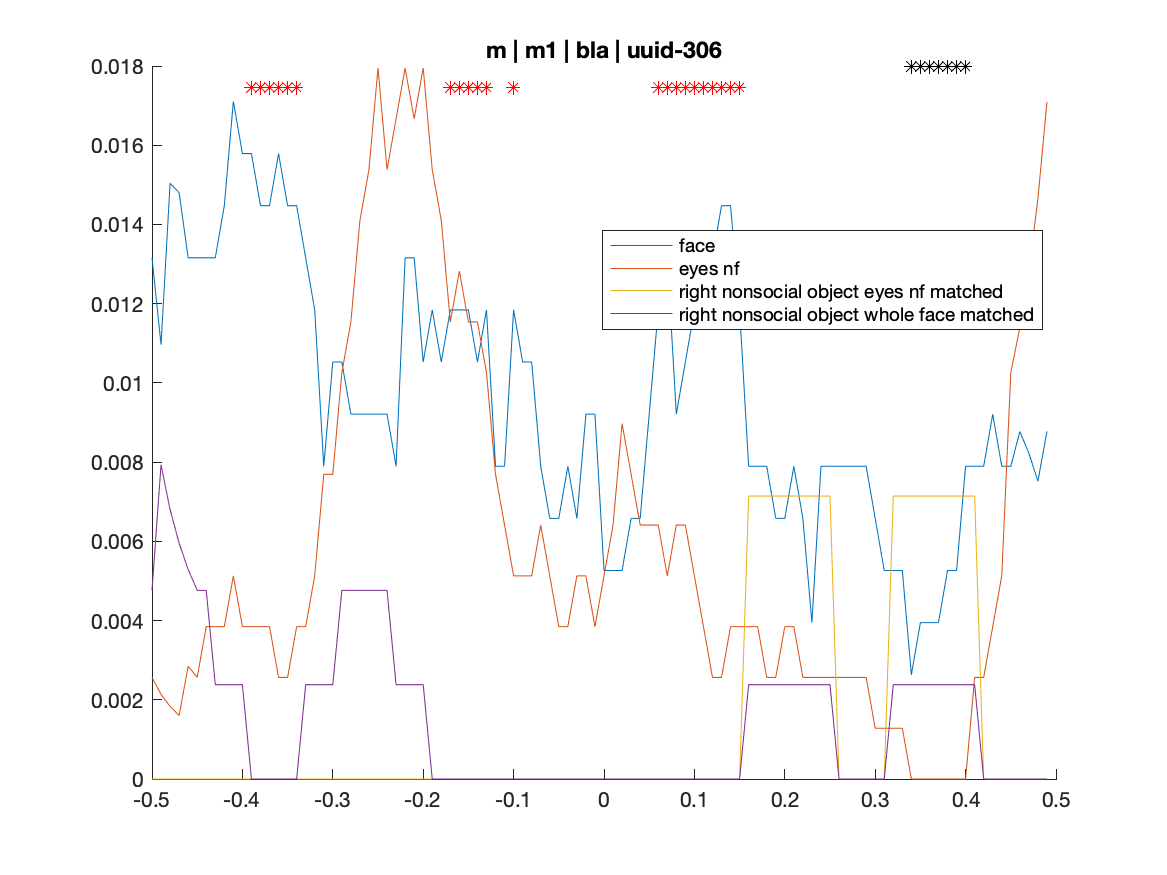 m | m1 | bla | uuid-306
0.018
0.016
0.014
0.012
0.01
0.008
0.006
0.004
0.002
0
face
eyes nf
right nonsocial object eyes nf matched
right nonsocial object whole face matched
-0.5 -0.4 -0.3 -0.2 -0.1 0 0.1 0.2 0.3 0.4 0.5